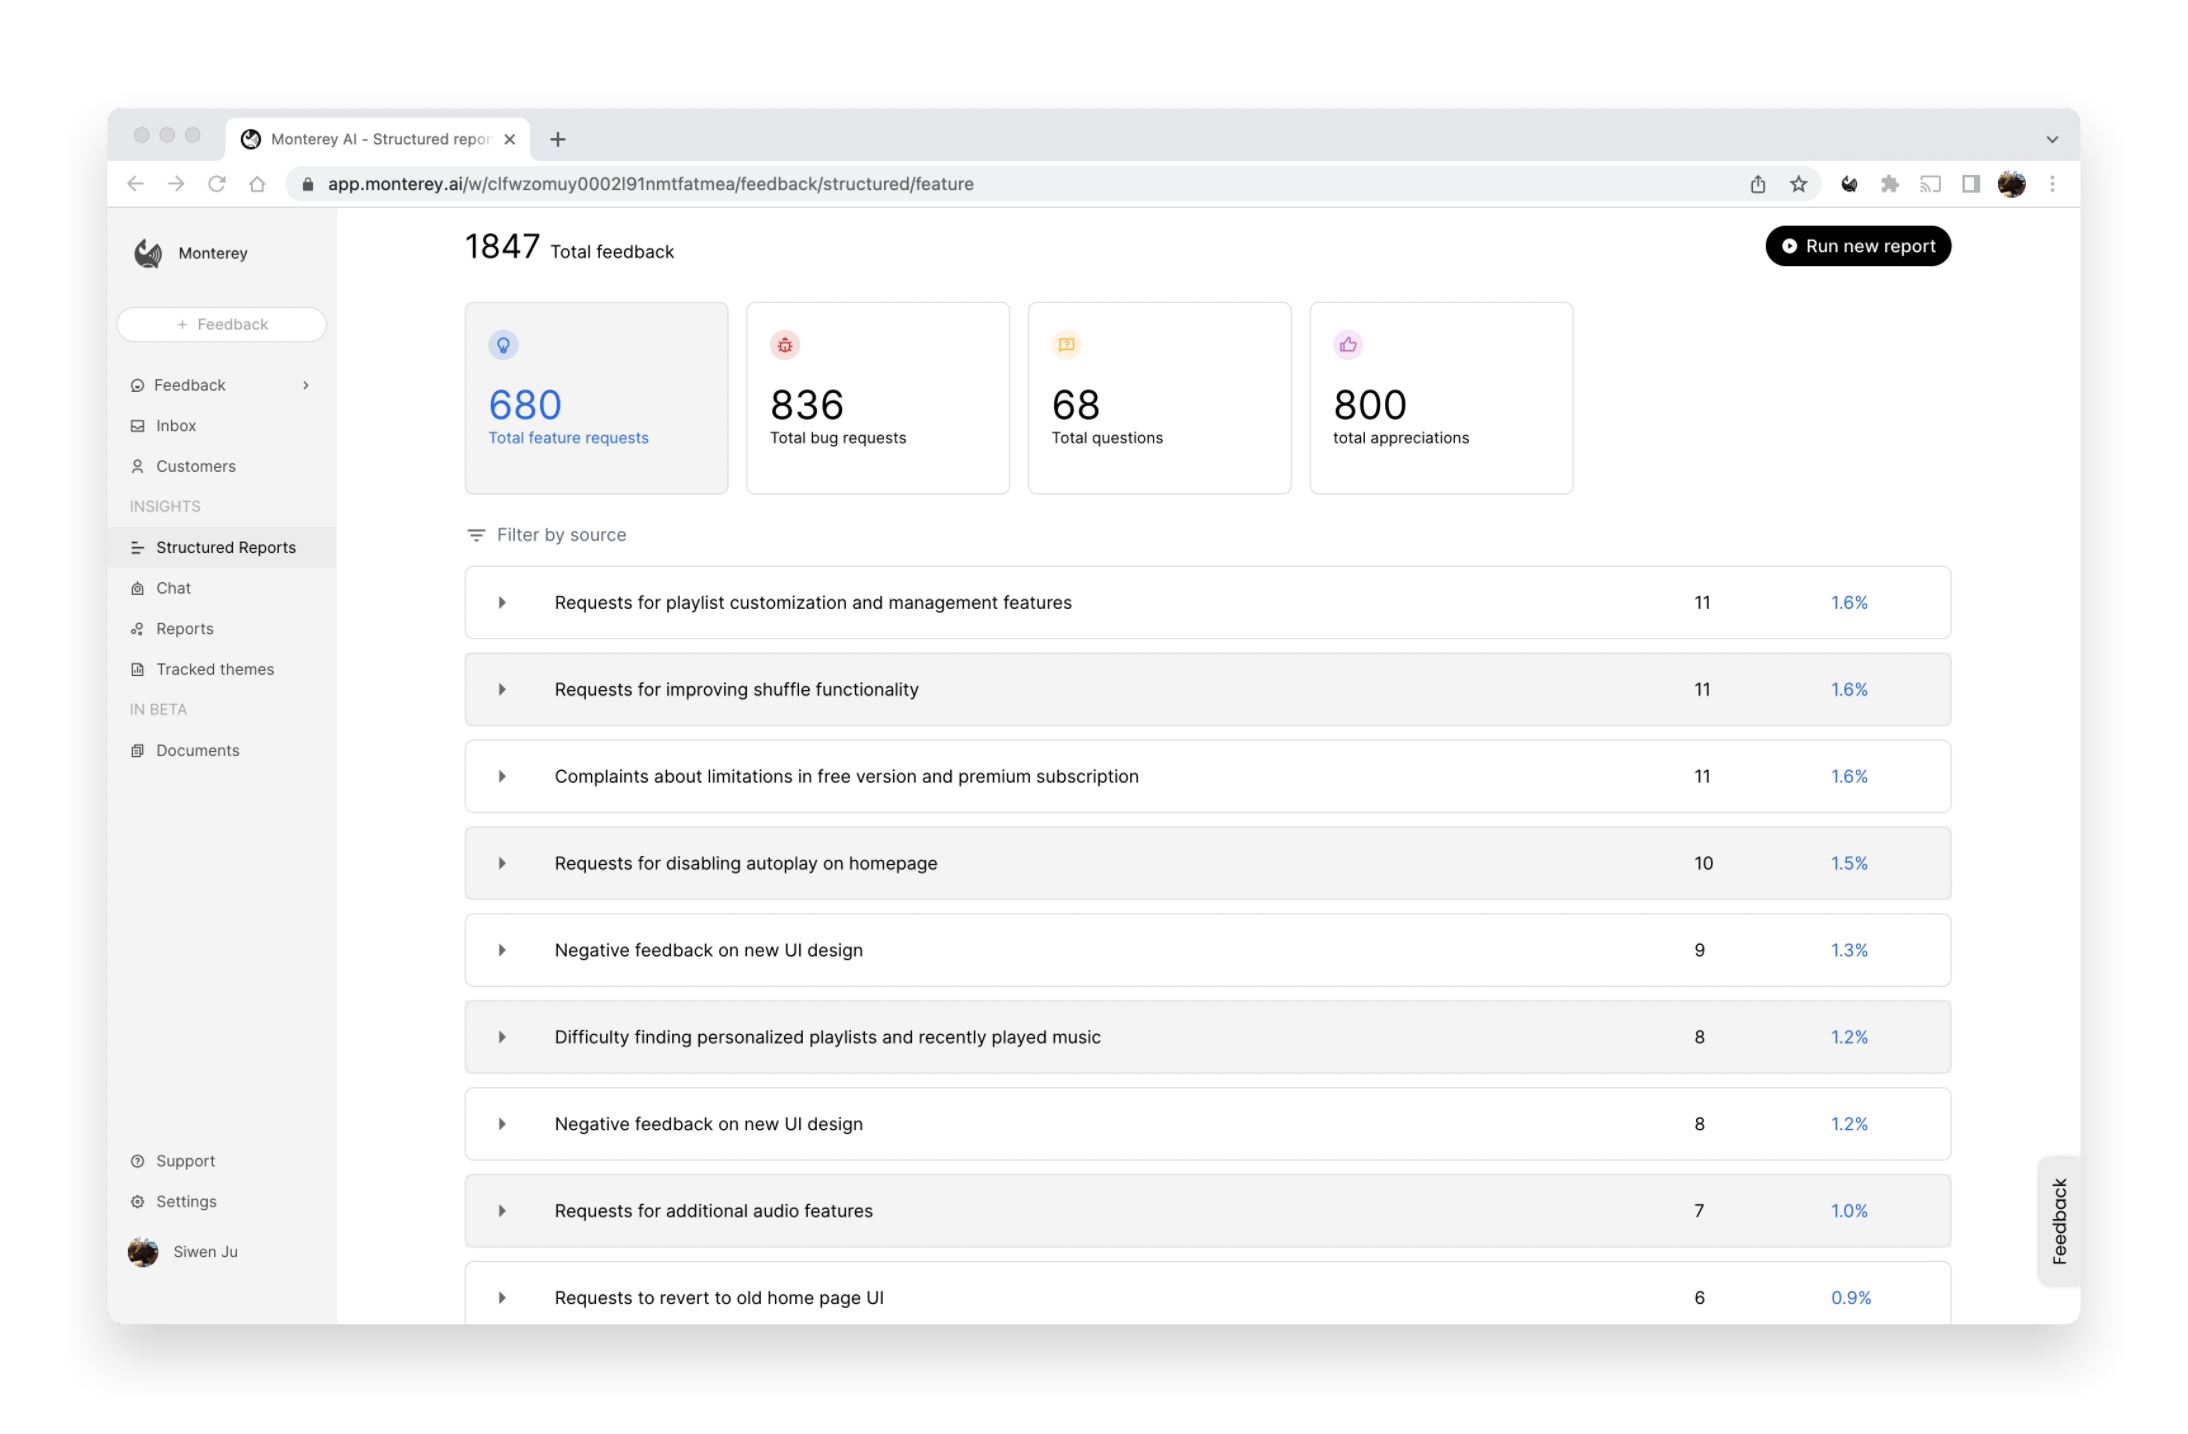 Monterey AI - Structured repor
app.monterey.ai/w/clfwzomuy0002l91nmtfatmea/feedback/structured/feature
Monterey
+ Feedback
Feedback
Inbox
Customers
INSIGHTS
Structured Reports
Chat
Reports
Tracked themes
IN BETA
Documents
Support
Settings
Siwen Ju
1847 Total feedback
Run new report
680
Total feature requests
836
Total bug requests
68
Total questions
800
total appreciations
Filter by source
Requests for playlist customization and management features 11 1.6%
Requests for improving shuffle functionality 11 1.6%
Complaints about limitations in free version and premium subscription 11 1.6%
Requests for disabling autoplay on homepage 10 1.5%
Negative feedback on new UI design 9 1.3%
Difficulty finding personalized playlists and recently played music 8 1.2%
Negative feedback on new UI design 8 1.2%
Requests for additional audio features 7 1.0%
Requests to revert to old home page UI 6 0.9%
Feedback